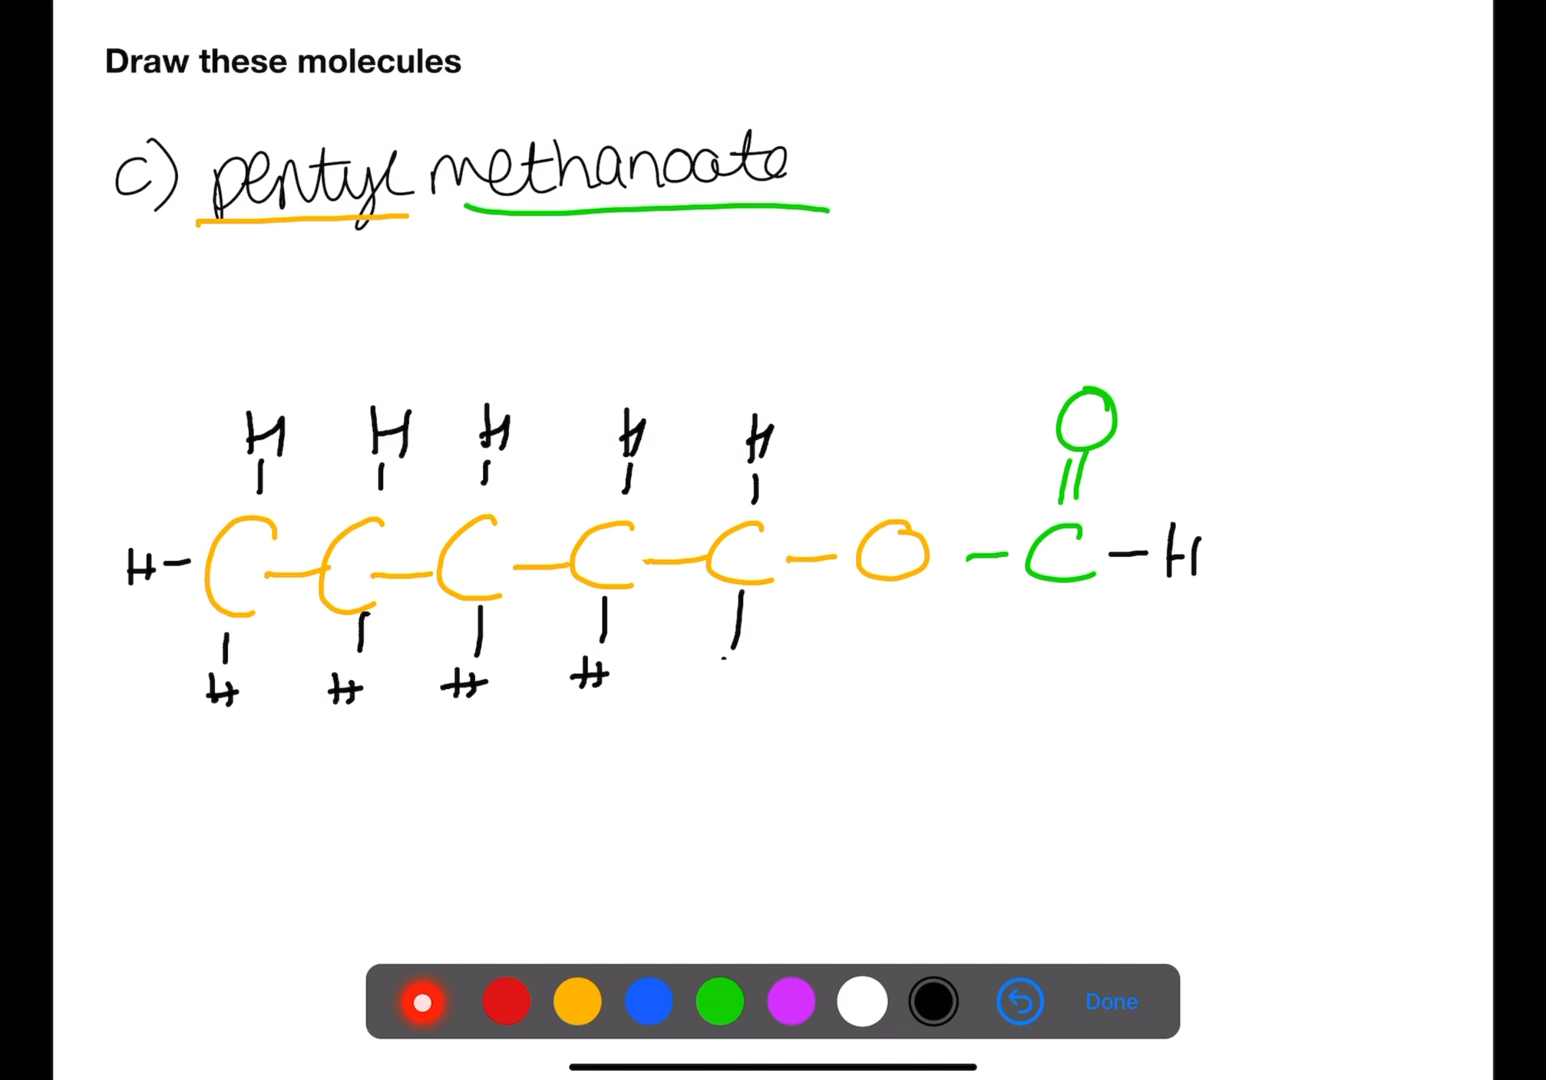 Draw these molecules
c) pentyl methanoate
H H H H H
O
H-C-C-C-C-C-O-C-H
H H H H
Done